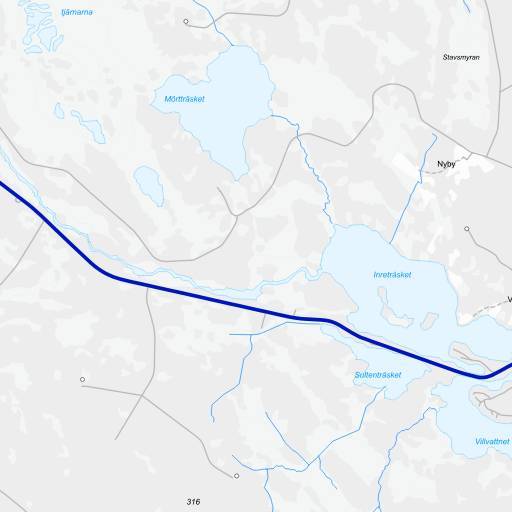 tjärnarna
Stavsmyran
Mörtträsket
Nyby
Inreträsket
V
Sultenträsket
Villvattnet
316